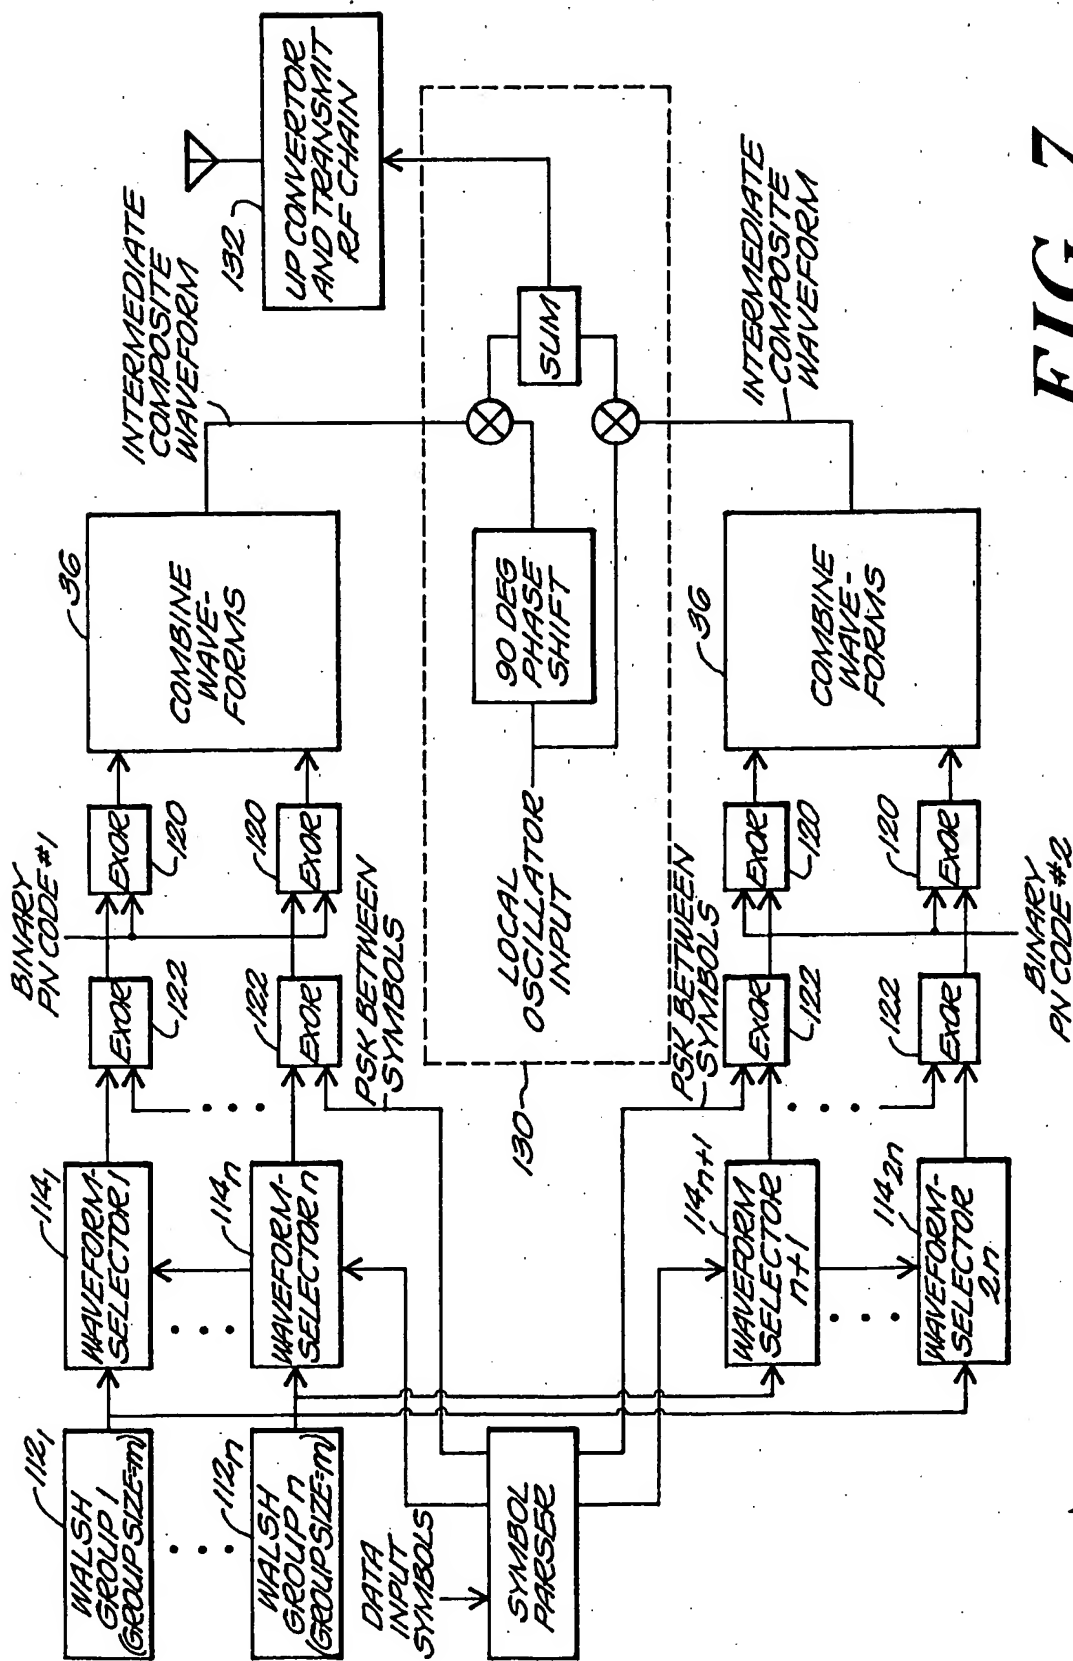 WALSH
GROUP 1
(GROUP SIZE=m)
112₁
WALSH
GROUP n
(GROUP SIZE=m)
112n
DATA
INPUT
SYMBOLS
SYMBOL
PARSER
114₁
WAVEFORM-
SELECTOR 1
114n
WAVEFORM-
SELECTOR n
114n+1
WAVEFORM
SELECTOR
n+1
114₂n
WAVEFORM-
SELECTOR
2n
EXOR
122
EXOR
122
PSK BETWEEN
SYMBOLS
PSK BETWEEN
SYMBOLS
EXOR
122
EXOR
122
BINARY
PN CODE #1
EXOR
120
EXOR
120
EXOR
120
EXOR
120
BINARY
PN CODE #2
36
COMBINE
WAVE-
FORMS
130
LOCAL
OSCILLATOR
INPUT
90 DEG
PHASE
SHIFT
SUM
36
COMBINE
WAVE-
FORMS
INTERMEDIATE
COMPOSITE
WAVEFORM
INTERMEDIATE
COMPOSITE
WAVEFORM
132
UP CONVERTOR
AND TRANSMIT
RF CHAIN
FIG 7